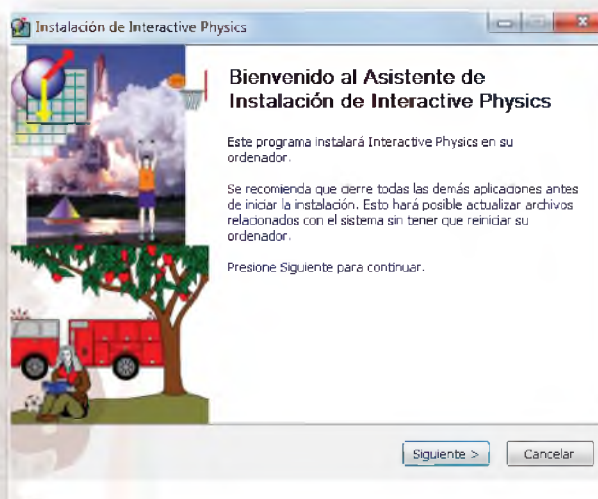 Instalación de Interactive Physics
Bienvenido al Asistente de
Instalación de Interactive Physics
Este programa instalará Interactive Physics en su
ordenador.
Se recomienda que cierre todas las demás aplicaciones antes
de iniciar la instalación. Esto hará posible actualizar archivos
relacionados con el sistema sin tener que reiniciar su
ordenador.
Presione Siguiente para continuar.
Siguiente >
Cancelar